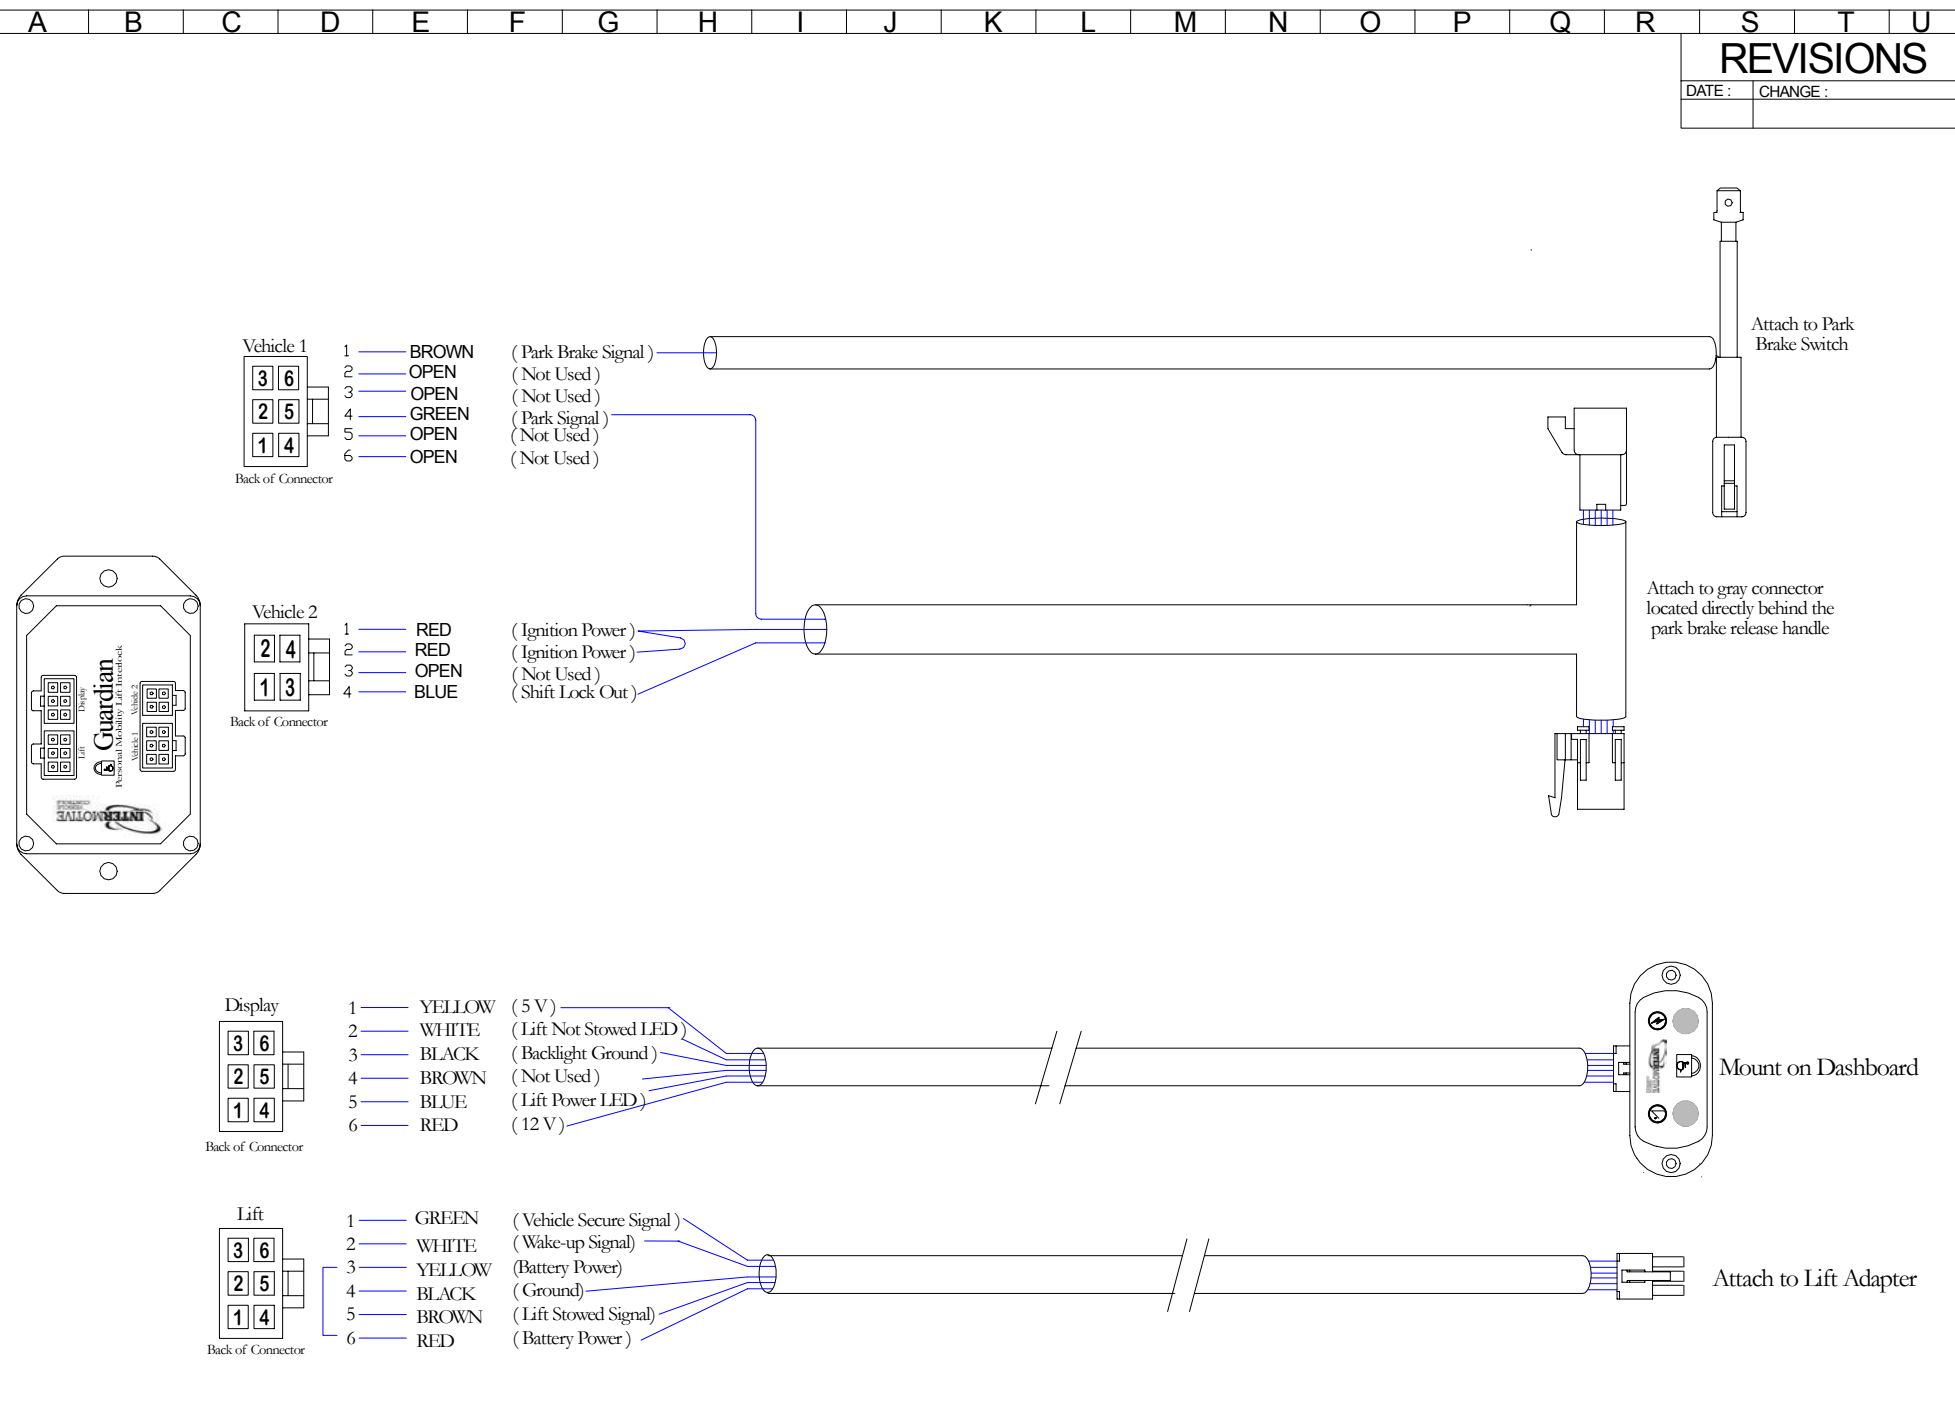 A B C D E F G H I J K L M N O P Q R S T U
REVISIONS
DATE : CHANGE :
Attach to Park
Brake Switch
Vehicle 1
3 6
2 5
1 4
Back of Connector
1 BROWN ( Park Brake Signal )
2 OPEN ( Not Used )
3 OPEN ( Not Used )
4 GREEN ( Park Signal )
5 OPEN ( Not Used )
6 OPEN ( Not Used )
Attach to gray connector
located directly behind the
park brake release handle
Vehicle 2
2 4
1 3
Back of Connector
1 RED ( Ignition Power )
2 RED ( Ignition Power )
3 OPEN ( Not Used )
4 BLUE ( Shift Lock Out )
Display
Lift
Guardian
Personal Mobility Lift Interlock
Vehicle 2
Vehicle 1
INTERMOTIVE
VEHICLE
CONTROLS
Display
3 6
2 5
1 4
Back of Connector
1 YELLOW ( 5 V )
2 WHITE ( Lift Not Stowed LED )
3 BLACK ( Backlight Ground )
4 BROWN ( Not Used )
5 BLUE ( Lift Power LED )
6 RED ( 12 V )
INTERMOTIVE
Mount on Dashboard
Lift
3 6
2 5
1 4
Back of Connector
1 GREEN ( Vehicle Secure Signal )
2 WHITE ( Wake-up Signal)
3 YELLOW (Battery Power)
4 BLACK ( Ground)
5 BROWN ( Lift Stowed Signal)
6 RED ( Battery Power )
Attach to Lift Adapter